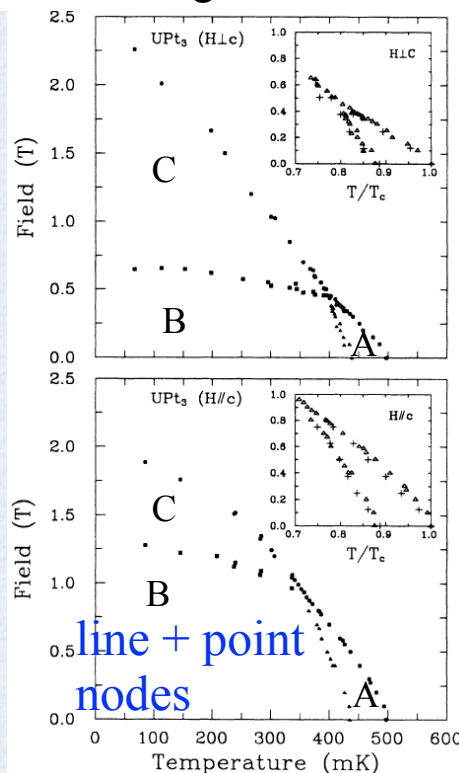 UPt₃ (H⊥c)
H⊥C
2.5
2.0
1.5
1.0
0.5
0.0
Field (T)
1.0
0.8
0.6
0.4
0.2
0.0
0.7 0.8 0.9 1.0
T/Tc
C
B
A
UPt₃ (H//c)
H//c
2.5
2.0
1.5
1.0
0.5
0.0
Field (T)
1.0
0.8
0.6
0.4
0.2
0.0
0.7 0.8 0.9 1.0
T/Tc
C
B
line + point
nodes
A
0 100 200 300 400 500 600
Temperature (mK)